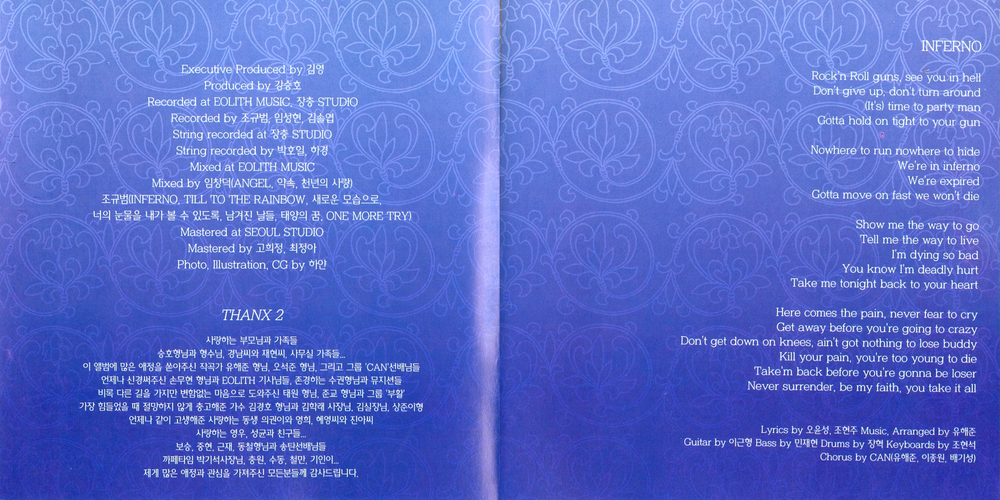 Executive Produced by 김영
Produced by 강승호
Recorded at EOLITH MUSIC, 장충 STUDIO
Recorded by 조규범, 임성현, 김솔엽
String recorded at 장충 STUDIO
String recorded by 박호일, 하경
Mixed at EOLITH MUSIC
Mixed by 임창덕(ANGEL, 약속, 천년의 사랑)
조규범(INFERNO, TILL TO THE RAINBOW, 새로운 모습으로,
너의 눈물을 내가 볼 수 있도록, 남겨진 날들, 태양의 꿈, ONE MORE TRY)
Mastered at SEOUL STUDIO
Mastered by 고희정, 최정아
Photo, Illustration, CG by 하얀
THANX 2
사랑하는 부모님과 가족들
승호형님과 형수님, 경남씨와 재현씨, 사무실 가족들...
이 앨범에 많은 애정을 쏟아주신 작곡가 유해준 형님, 오석준 형님, 그리고 그룹 'CAN'선배님들
언제나 신경써주신 손무현 형님과 EOLITH 기사님들, 존경하는 수권형님과 뮤지션들
비록 다른 길을 가지만 변함없는 마음으로 도와주신 태원 형님, 준교 형님과 그룹 '부활'
가장 힘들었을 때 절망하지 않게 충고해준 가수 김경호 형님과 김학래 사장님, 김실장님, 상준이형
언제나 같이 고생해준 사랑하는 동생 의권이와 영희, 혜영씨와 진아씨
사랑하는 영우, 성균과 친구들...
보승, 중현, 근재, 동철형님과 송탄선배님들
까페타임 박기석사장님, 충원, 수동, 철만, 기인이...
제게 많은 애정과 관심을 가져주신 모든분들께 감사드립니다.
INFERNO
Rock'n Roll guns, see you in hell
Don't give up, don't turn around
(It's) time to party man
Gotta hold on tight to your gun
Nowhere to run nowhere to hide
We're in inferno
We're expired
Gotta move on fast we won't die
Show me the way to go
Tell me the way to live
I'm dying so bad
You know I'm deadly hurt
Take me tonight back to your heart
Here comes the pain, never fear to cry
Get away before you're going to crazy
Don't get down on knees, ain't got nothing to lose buddy
Kill your pain, you're too young to die
Take'm back before you're gonna be loser
Never surrender, be my faith, you take it all
Lyrics by 오윤성, 조현주 Music, Arranged by 유해준
Guitar by 이근형 Bass by 민재현 Drums by 장혁 Keyboards by 조현석
Chorus by CAN(유해준, 이종원, 배기성)